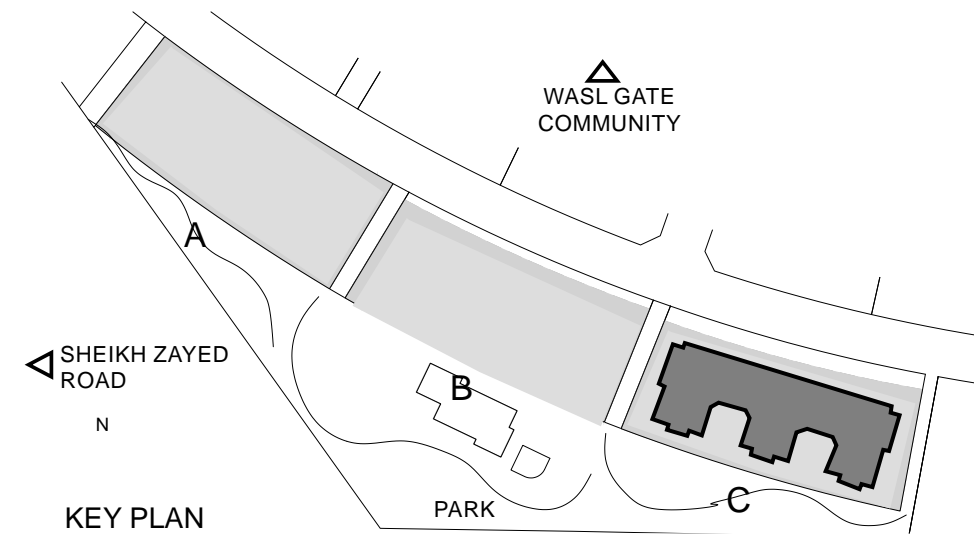 WASL GATE
COMMUNITY
A
SHEIKH ZAYED
ROAD
B
N
C
PARK
KEY PLAN